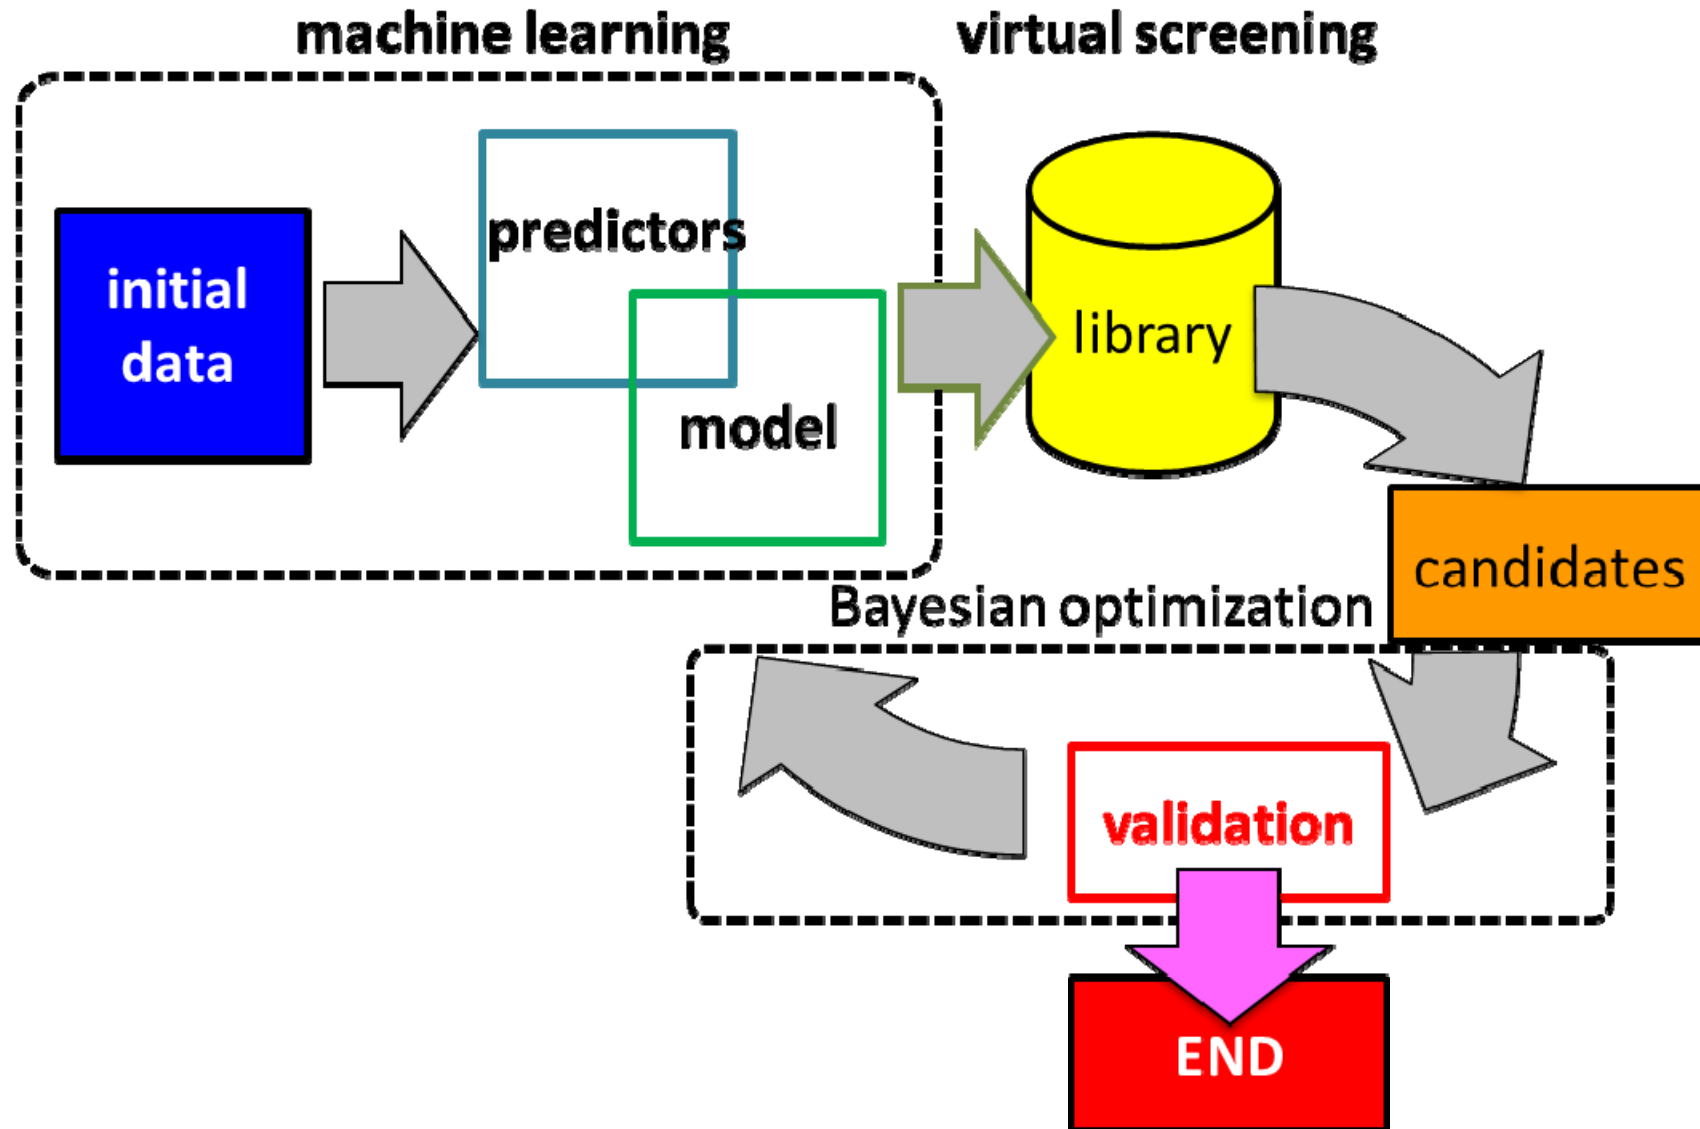 machine learning
virtual screening
initial
data
predictors
model
library
candidates
Bayesian optimization
validation
END